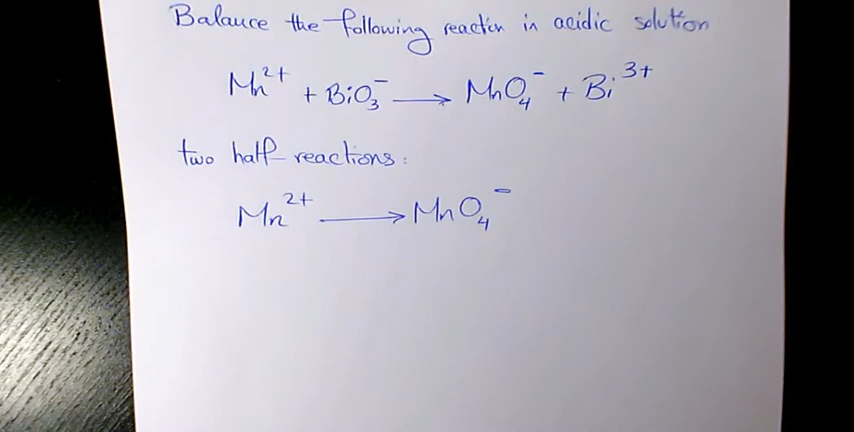 Balance the following reaction in acidic solution
Mn²⁺ + BiO₃⁻ → MnO₄⁻ + Bi³⁺
two half-reactions:
Mn²⁺ → MnO₄⁻